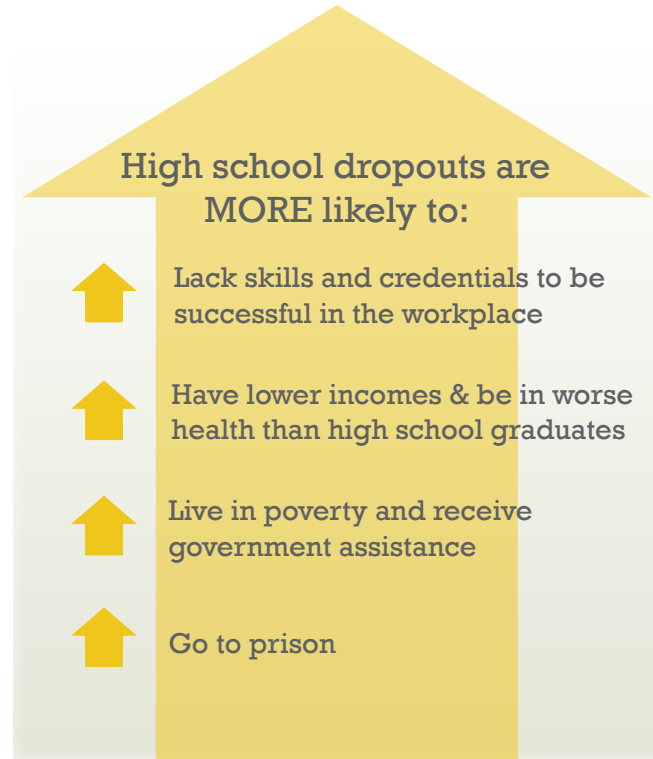 High school dropouts are
MORE likely to:
Lack skills and credentials to be
successful in the workplace
Have lower incomes & be in worse
health than high school graduates
Live in poverty and receive
government assistance
Go to prison